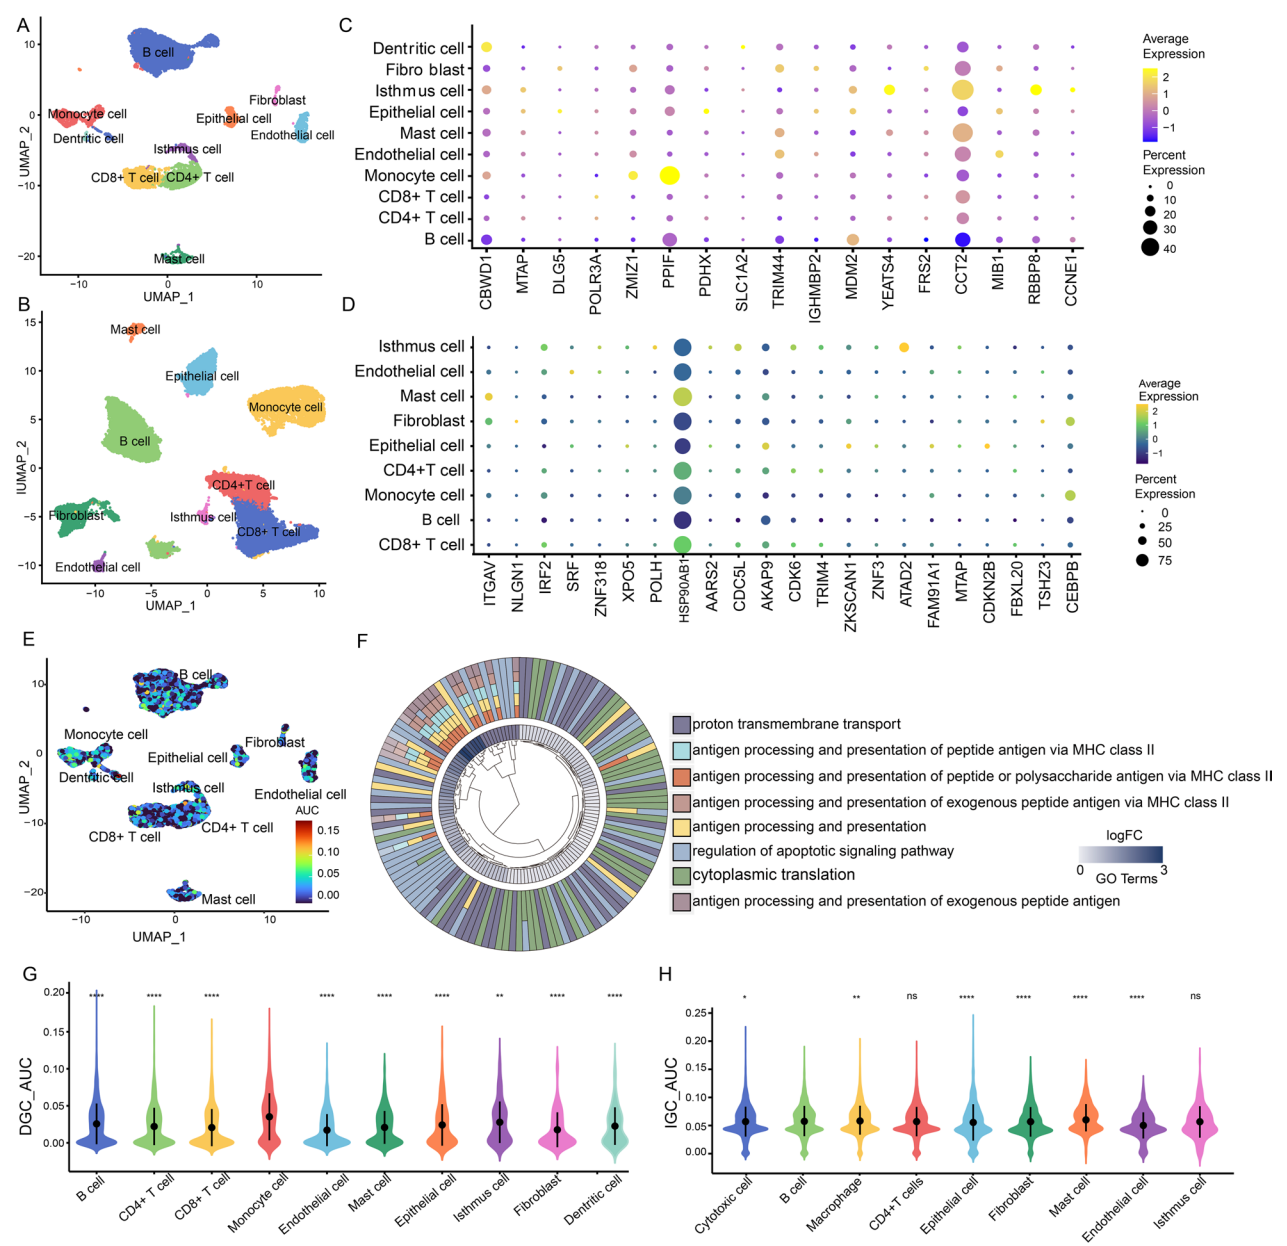 A
10
0
−10
−20
UMAP_2
−10
0
10
UMAP_1
B cell
Monocyte cell
Dentritic cell
Fibroblast
Epithelial cell
Endothelial cell
Isthmus cell
CD8+ T cell
CD4+ T cell
Mast cell
B
15
10
5
0
−5
−10
IUMAP_2
−10
−5
0
5
10
UMAP_1
Mast cell
Epithelial cell
Monocyte cell
B cell
CD4+T cell
Isthmus cell
CD8+ T cell
Fibroblast
Endothelial cell
C
Dentritic cell
Fibro blast
Isthmus cell
Epithelial cell
Mast cell
Endothelial cell
Monocyte cell
CD8+ T cell
CD4+ T cell
B cell
CBWD1
MTAP
DLG5
POLR3A
ZMIZ1
PPIF
PDHX
SLC1A2
TRIM44
IGHMBP2
MDM2
YEATS4
FRS2
CCT2
MIB1
RBBP8
CCNE1
Average
Expression
2
1
0
−1
Percent
Expression
0
10
20
30
40
D
Isthmus cell
Endothelial cell
Mast cell
Fibroblast
Epithelial cell
CD4+T cell
Monocyte cell
B cell
CD8+ T cell
ITGAV
NLGN1
IRF2
SRF
ZNF318
XPO5
POLH
HSP90AB1
AARS2
CDC5L
AKAP9
CDK6
TRIM4
ZKSCAN1
ZNF3
ATAD2
FAM91A1
MTAP
CDKN2B
FBXL20
TSHZ3
CEBPB
Average
Expression
2
1
0
−1
Percent
Expression
0
25
50
75
E
10
0
−10
−20
UMAP_2
−10
0
10
UMAP_1
B cell
Monocyte cell
Dentritic cell
Epithelial cell
Fibroblast
Isthmus cell
Endothelial cell
CD8+ T cell
CD4+ T cell
Mast cell
AUC
0.15
0.10
0.05
0.00
F
proton transmembrane transport
antigen processing and presentation of peptide antigen via MHC class II
antigen processing and presentation of peptide or polysaccharide antigen via MHC class II
antigen processing and presentation of exogenous peptide antigen via MHC class II
antigen processing and presentation
regulation of apoptotic signaling pathway
cytoplasmic translation
antigen processing and presentation of exogenous peptide antigen
logFC
0
3
GO Terms
G
0.20
0.15
0.10
0.05
0.00
DGC_AUC
**** **** **** **** **** **** ** **** ****
B cell
CD4+ T cell
CD8+ T cell
Monocyte cell
Endothelial cell
Mast cell
Epithelial cell
Isthmus cell
Fibroblast
Dentritic cell
H
0.25
0.20
0.15
0.10
0.05
0.00
IGC_AUC
* ** ns **** **** **** **** ns
Cytotoxic cell
B cell
Macrophage
CD4+T cells
Epithelial cell
Fibroblast
Mast cell
Endothelial cell
Isthmus cell